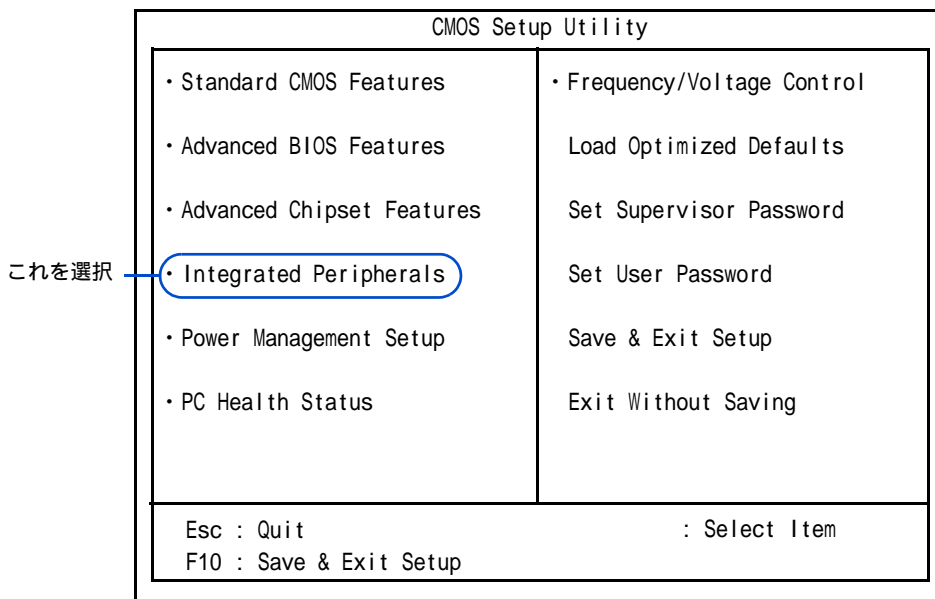 CMOS Setup Utility
・Standard CMOS Features
・Advanced BIOS Features
・Advanced Chipset Features
これを選択
・Integrated Peripherals
・Power Management Setup
・PC Health Status
・Frequency/Voltage Control
Load Optimized Defaults
Set Supervisor Password
Set User Password
Save & Exit Setup
Exit Without Saving
Esc : Quit
: Select Item
F10 : Save & Exit Setup